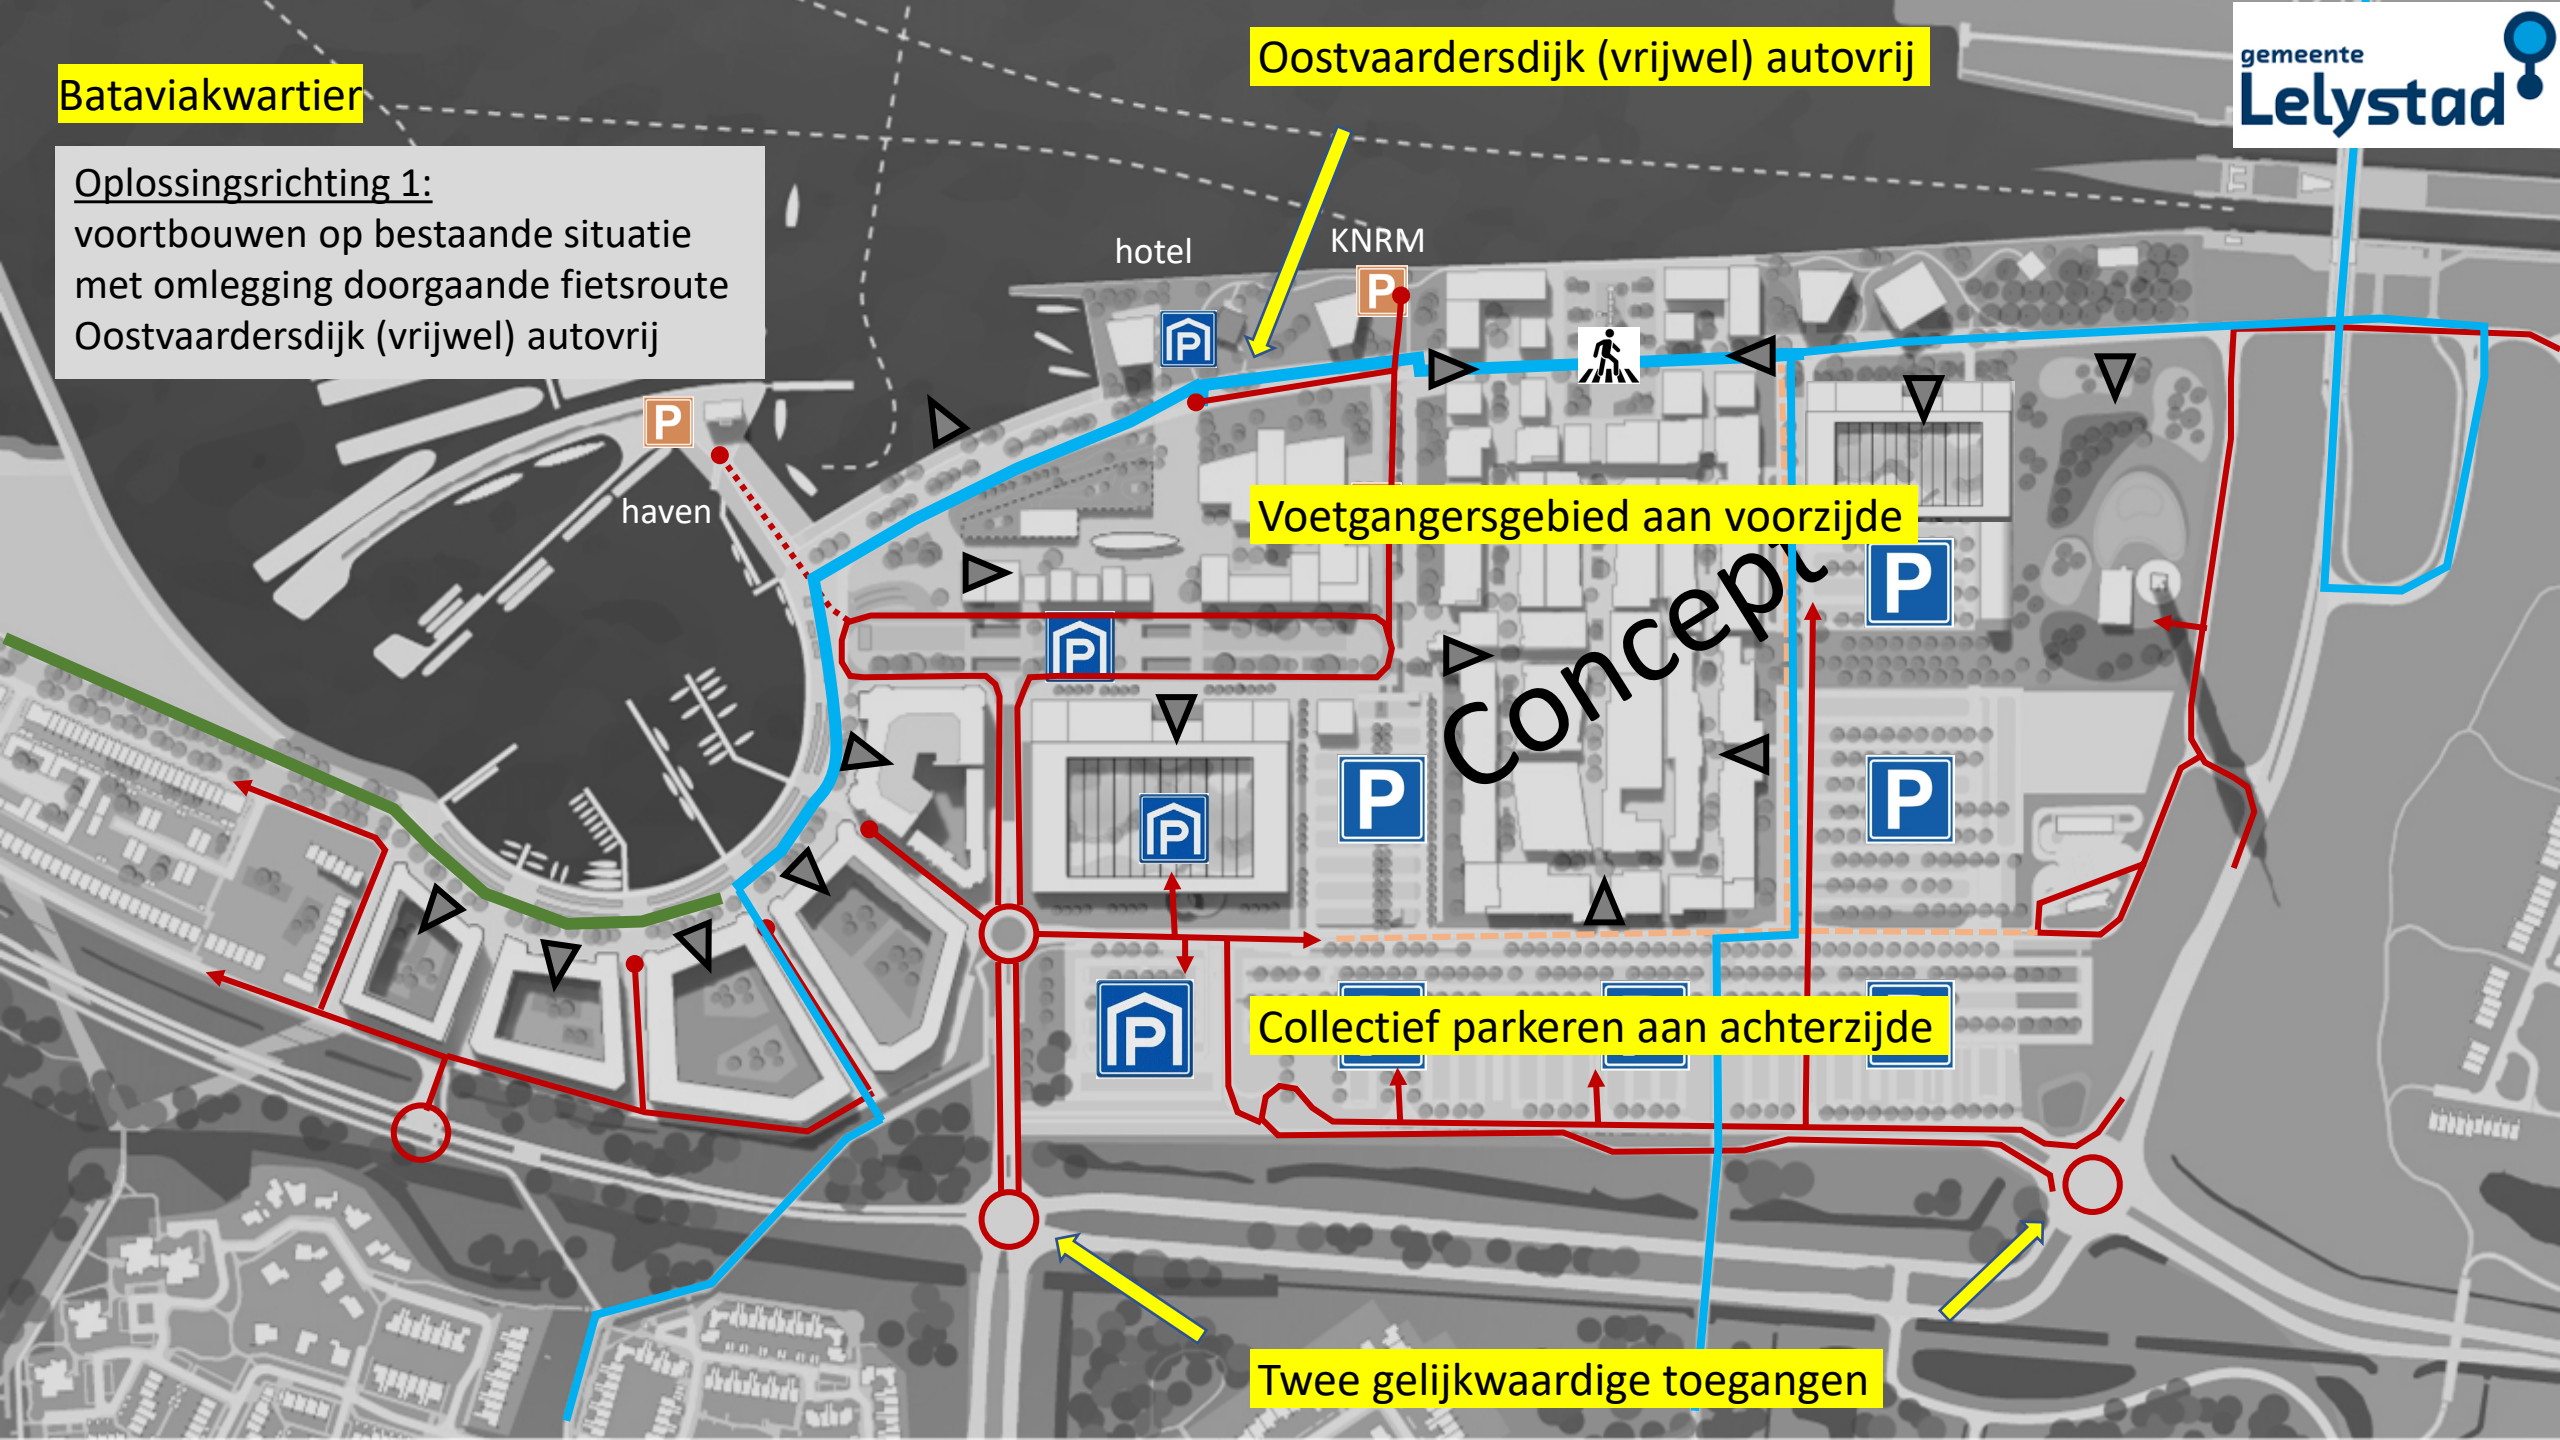 Oostvaardersdijk (vrijwel) autovrij
gemeente
Lelystad
Bataviakwartier
Oplossingsrichting 1:
voortbouwen op bestaande situatie
met omlegging doorgaande fietsroute
Oostvaardersdijk (vrijwel) autovrij
hotel
KNRM
P
P
P
haven
Voetgangersgebied aan voorzijde
Concept
P
P
P
P
P
P
Collectief parkeren aan achterzijde
Twee gelijkwaardige toegangen